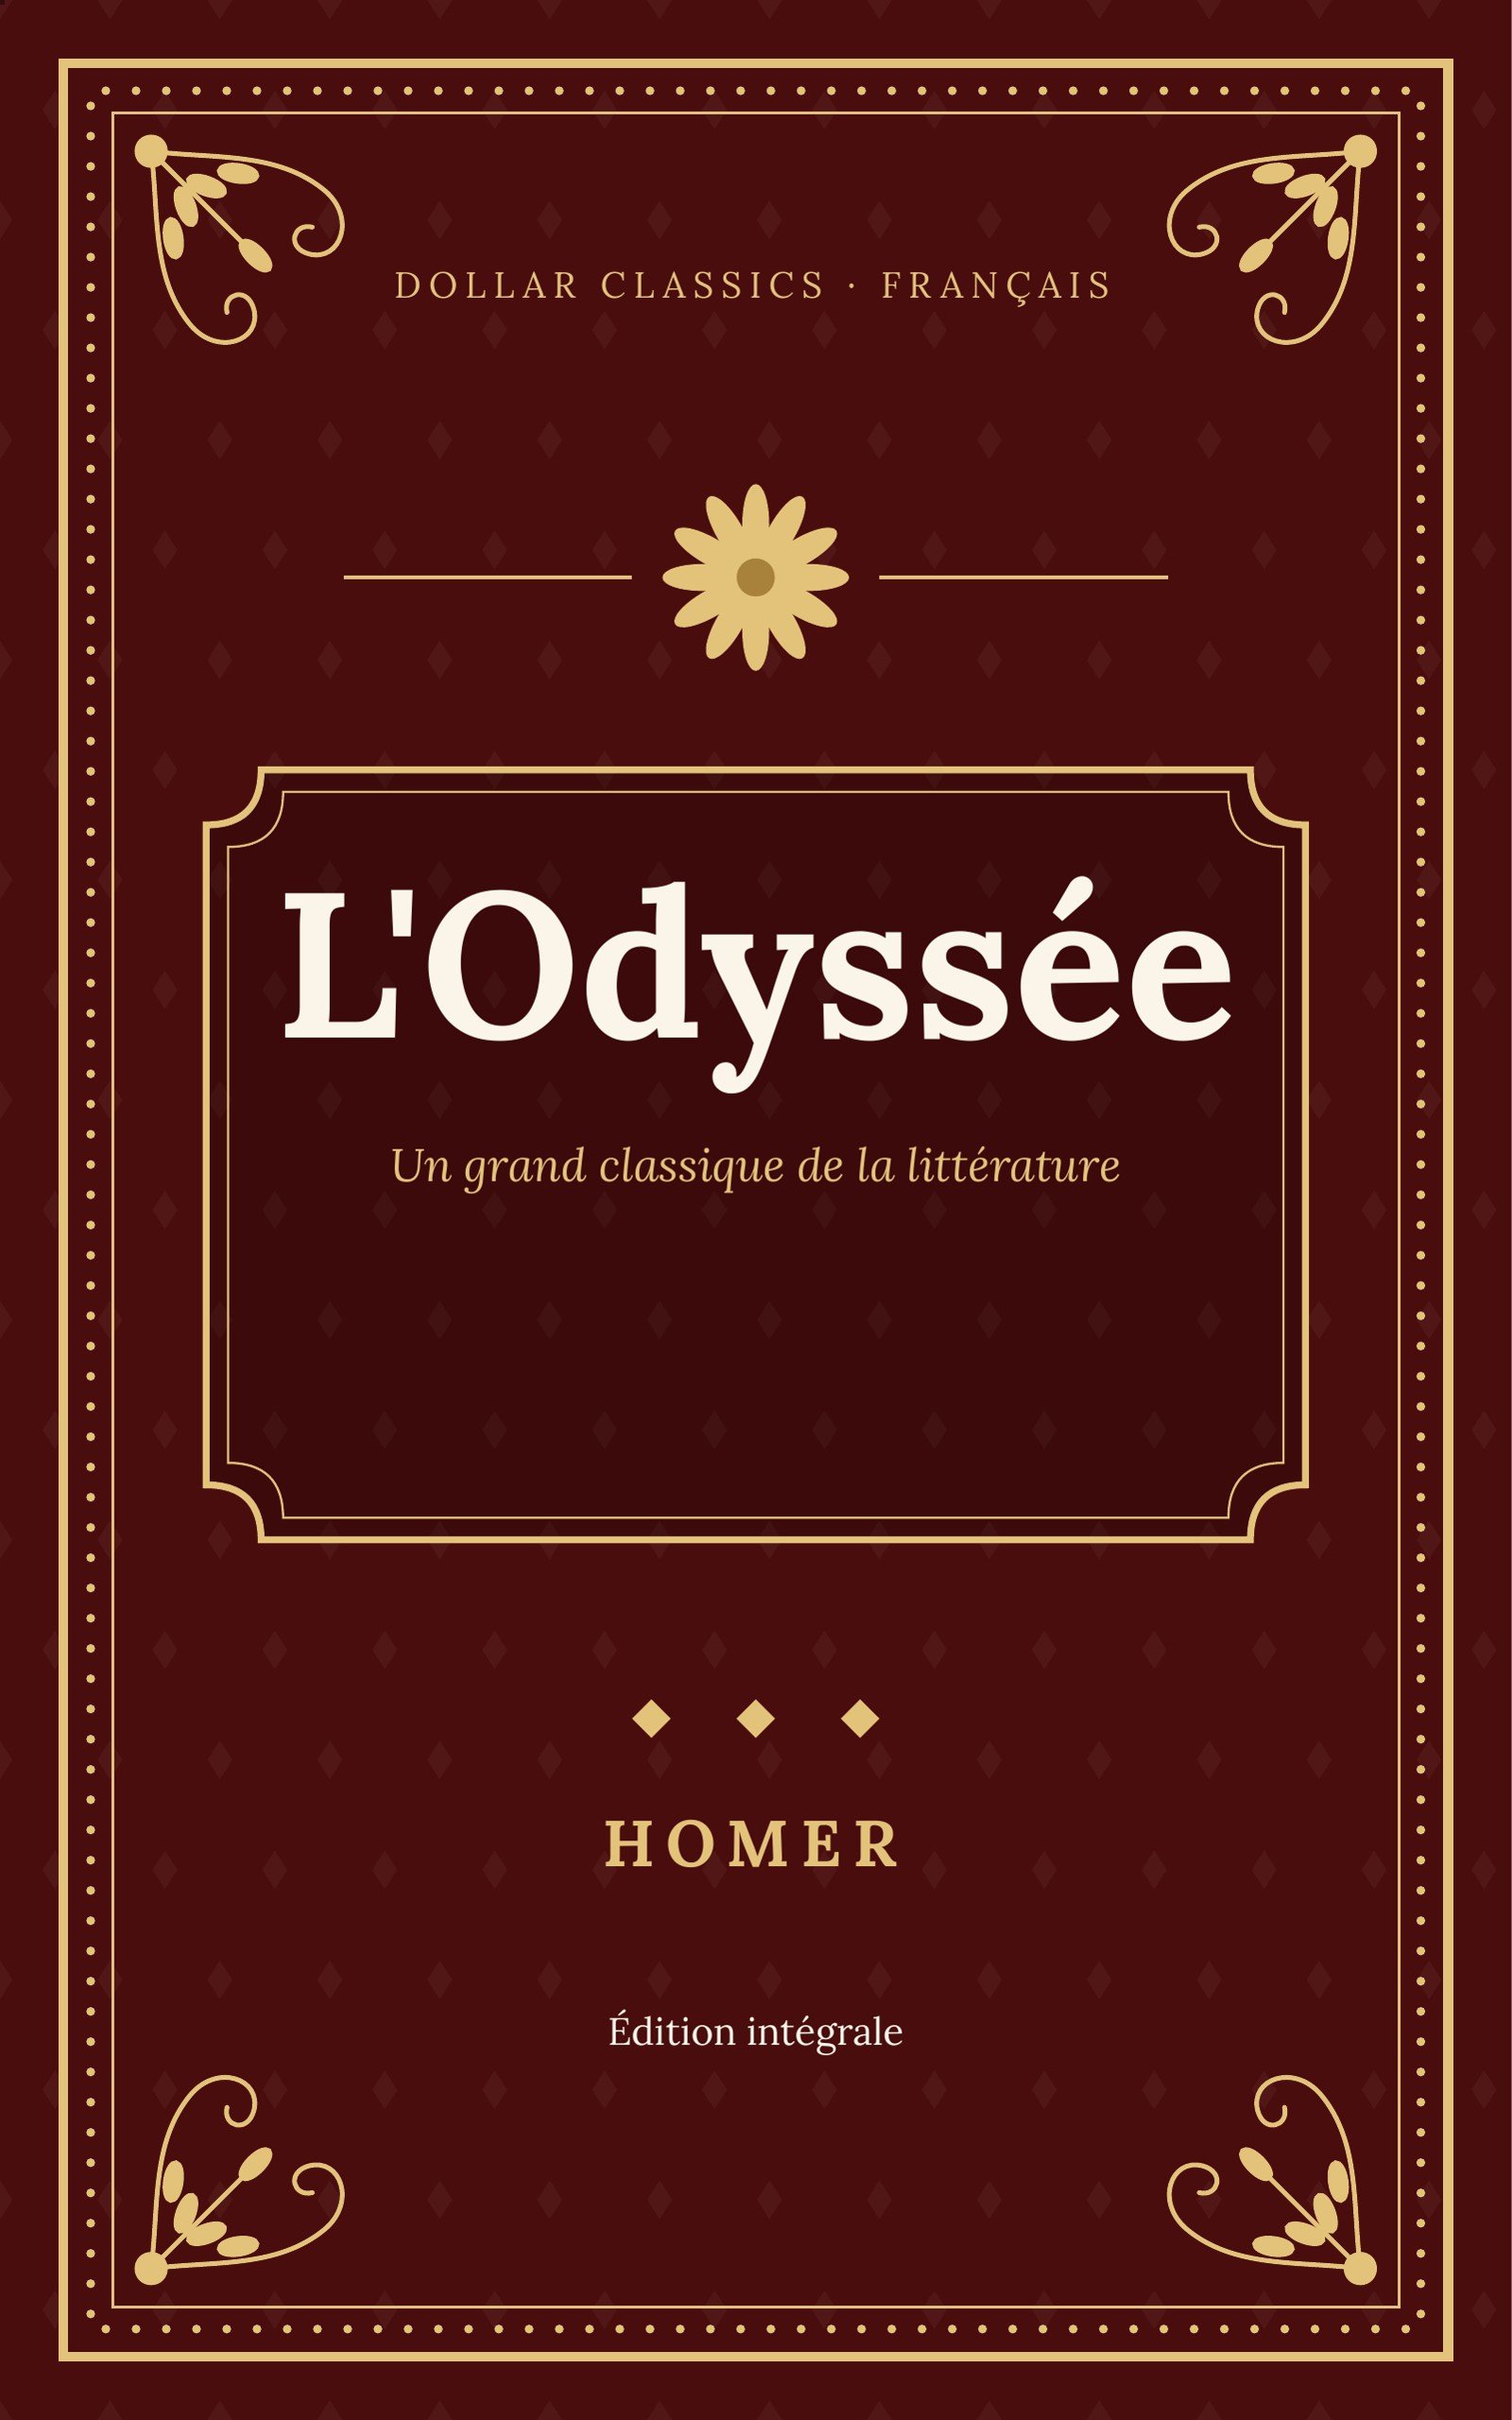 DOLLAR CLASSICS · FRANÇAIS
L'Odyssée
Un grand classique de la littérature
HOMER
Édition intégrale